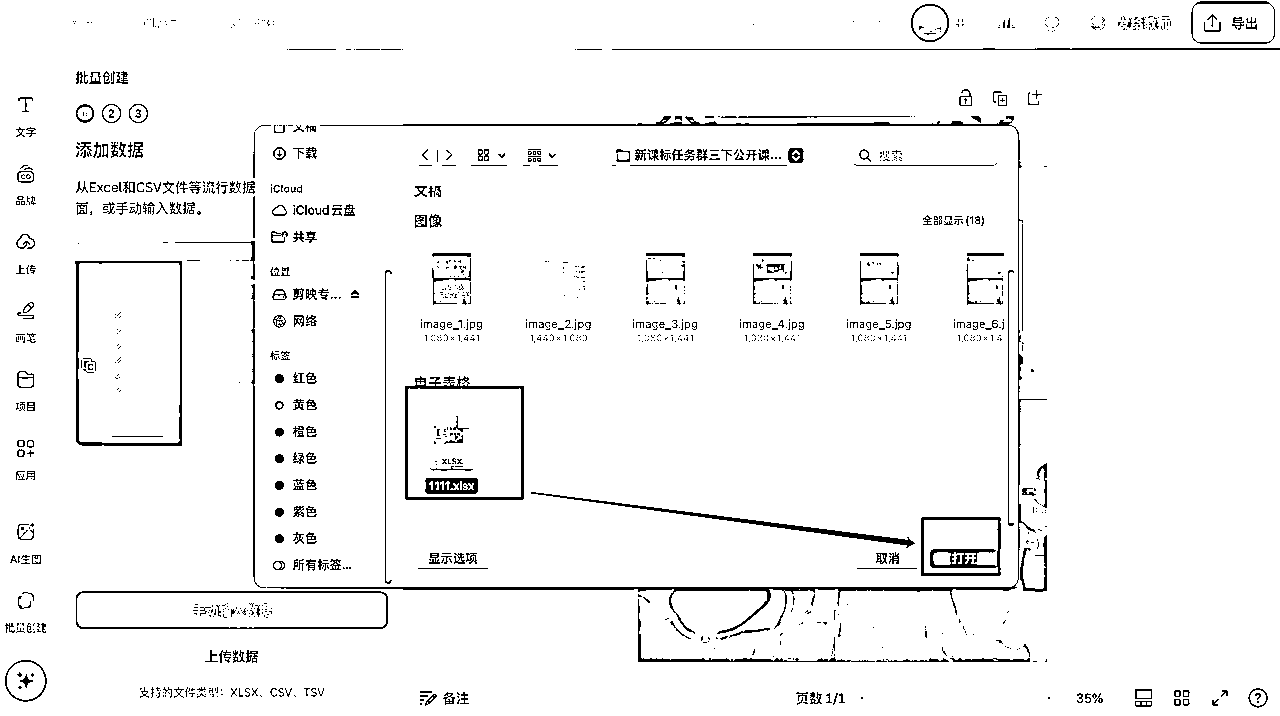 导出
批量创建
2
3
添加数据
从Excel和CSV文件等流行数据
面，或手动输入数据。
文字
品牌
上传
画笔
项目
应用
AI生图
批量创建
上传数据
支持的文件类型：XLSX、CSV、TSV
文稿
下载
iCloud
iCloud云盘
共享
位置
剪映专...
网络
标签
红色
黄色
橙色
绿色
蓝色
紫色
灰色
所有标签...
新课标任务群三下公开课...
搜索
文稿
图像
全部显示 (18)
image_1.jpg
image_2.jpg
image_3.jpg
image_4.jpg
image_5.jpg
image_6.j
1,080×1,441
1,440×1,080
1,080×1,441
1,080×1,441
1,080×1,441
1,080×1,4
电子表格
XLSX
1111.xlsx
显示选项
取消
打开
备注
页数 1/1
35%